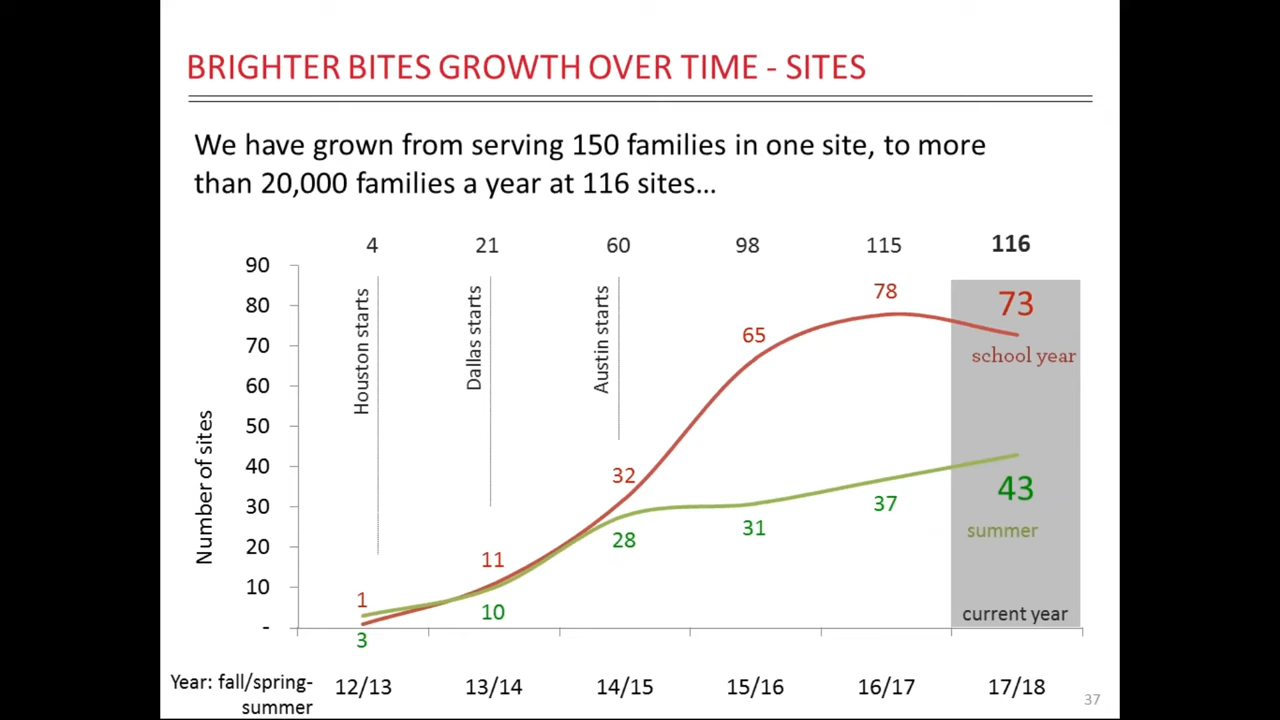 BRIGHTER BITES GROWTH OVER TIME - SITES
We have grown from serving 150 families in one site, to more
than 20,000 families a year at 116 sites…
4 21 60 98 115 116
90
80
70
60
50
40
30
20
10
-
Number of sites
Houston starts
Dallas starts
Austin starts
1
11
32
65
78
73
school year
3
10
28
31
37
43
summer
current year
Year: fall/spring-
summer
12/13 13/14 14/15 15/16 16/17 17/18
37